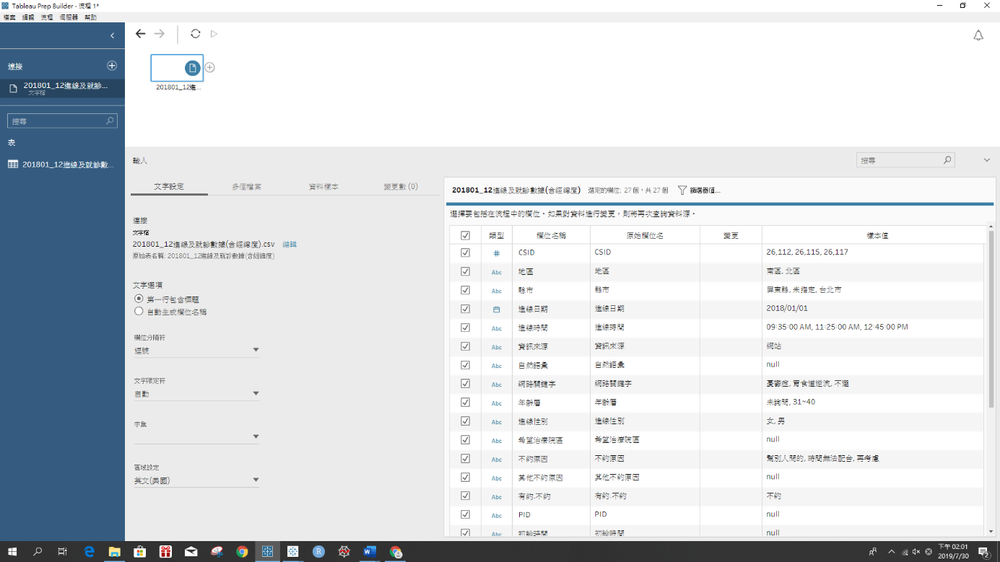 Tableau Prep Builder - 流程 1*
檔案 編輯 流程 伺服器 幫助
連接
201801_12進線及就診...
文字檔
搜尋
表
201801_12進線及就診數...
201801_12進...
輸入
搜尋
文字設定 多個檔案 資料樣本 變更數 (0)
連接
文字檔
201801_12進線及就診數據(含經緯度).csv 編輯
原始表名稱: 201801_12進線及就診數據(含經緯度)
文字選項
第一行包含標題
自動生成欄位名稱
欄位分隔符
逗號
文字限定符
自動
字集
區域設定
英文(美國)
201801_12進線及就診數據(含經緯度) 選定的欄位: 27 個，共 27 個 篩選器值...
選擇要包括在流程中的欄位。如果對資料進行變更，則將再次查詢資料源。
類型 欄位名稱 原始欄位名 變更 樣本值
# CSID CSID 26,112, 26,115, 26,117
Abc 地區 地區 南區, 北區
Abc 縣市 縣市 屏東縣, 未指定, 台北市
進線日期 進線日期 2018/01/01
Abc 進線時間 進線時間 09:35:00 AM, 11:25:00 AM, 12:45:00 PM
Abc 資訊來源 資訊來源 網站
Abc 自然語彙 自然語彙 null
Abc 網路關鍵字 網路關鍵字 憂鬱症, 胃食道逆流, 不選
Abc 年齡層 年齡層 未詢問, 31~40
Abc 進線性別 進線性別 女, 男
Abc 希望治療院區 希望治療院區 null
Abc 不約原因 不約原因 幫別人問的, 時間無法配合, 再考慮
Abc 其他不約原因 其他不約原因 null
Abc 有約.不約 有約.不約 不約
Abc PID PID null
Abc 初診時間 初診時間 null
下午 02:01
2019/7/30
2